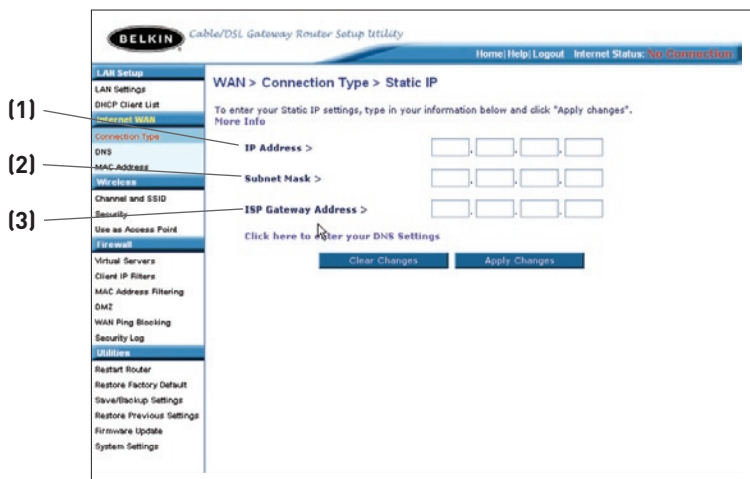 BELKIN
Cable/DSL Gateway Router Setup Utility
Home|Help|Logout Internet Status: No Connection
LAN Setup
LAN Settings
DHCP Client List
Internet WAN
Connection Type
DNS
MAC Address
Wireless
Channel and SSID
Security
Use as Access Point
Firewall
Virtual Servers
Client IP Filters
MAC Address Filtering
DMZ
WAN Ping Blocking
Security Log
Utilities
Restart Router
Restore Factory Default
Save/Backup Settings
Restore Previous Settings
Firmware Update
System Settings
WAN > Connection Type > Static IP
To enter your Static IP settings, type in your information below and click "Apply changes".
More Info
(1)
IP Address >
. . .
(2)
Subnet Mask >
. . .
(3)
ISP Gateway Address >
. . .
Click here to enter your DNS Settings
Clear Changes Apply Changes